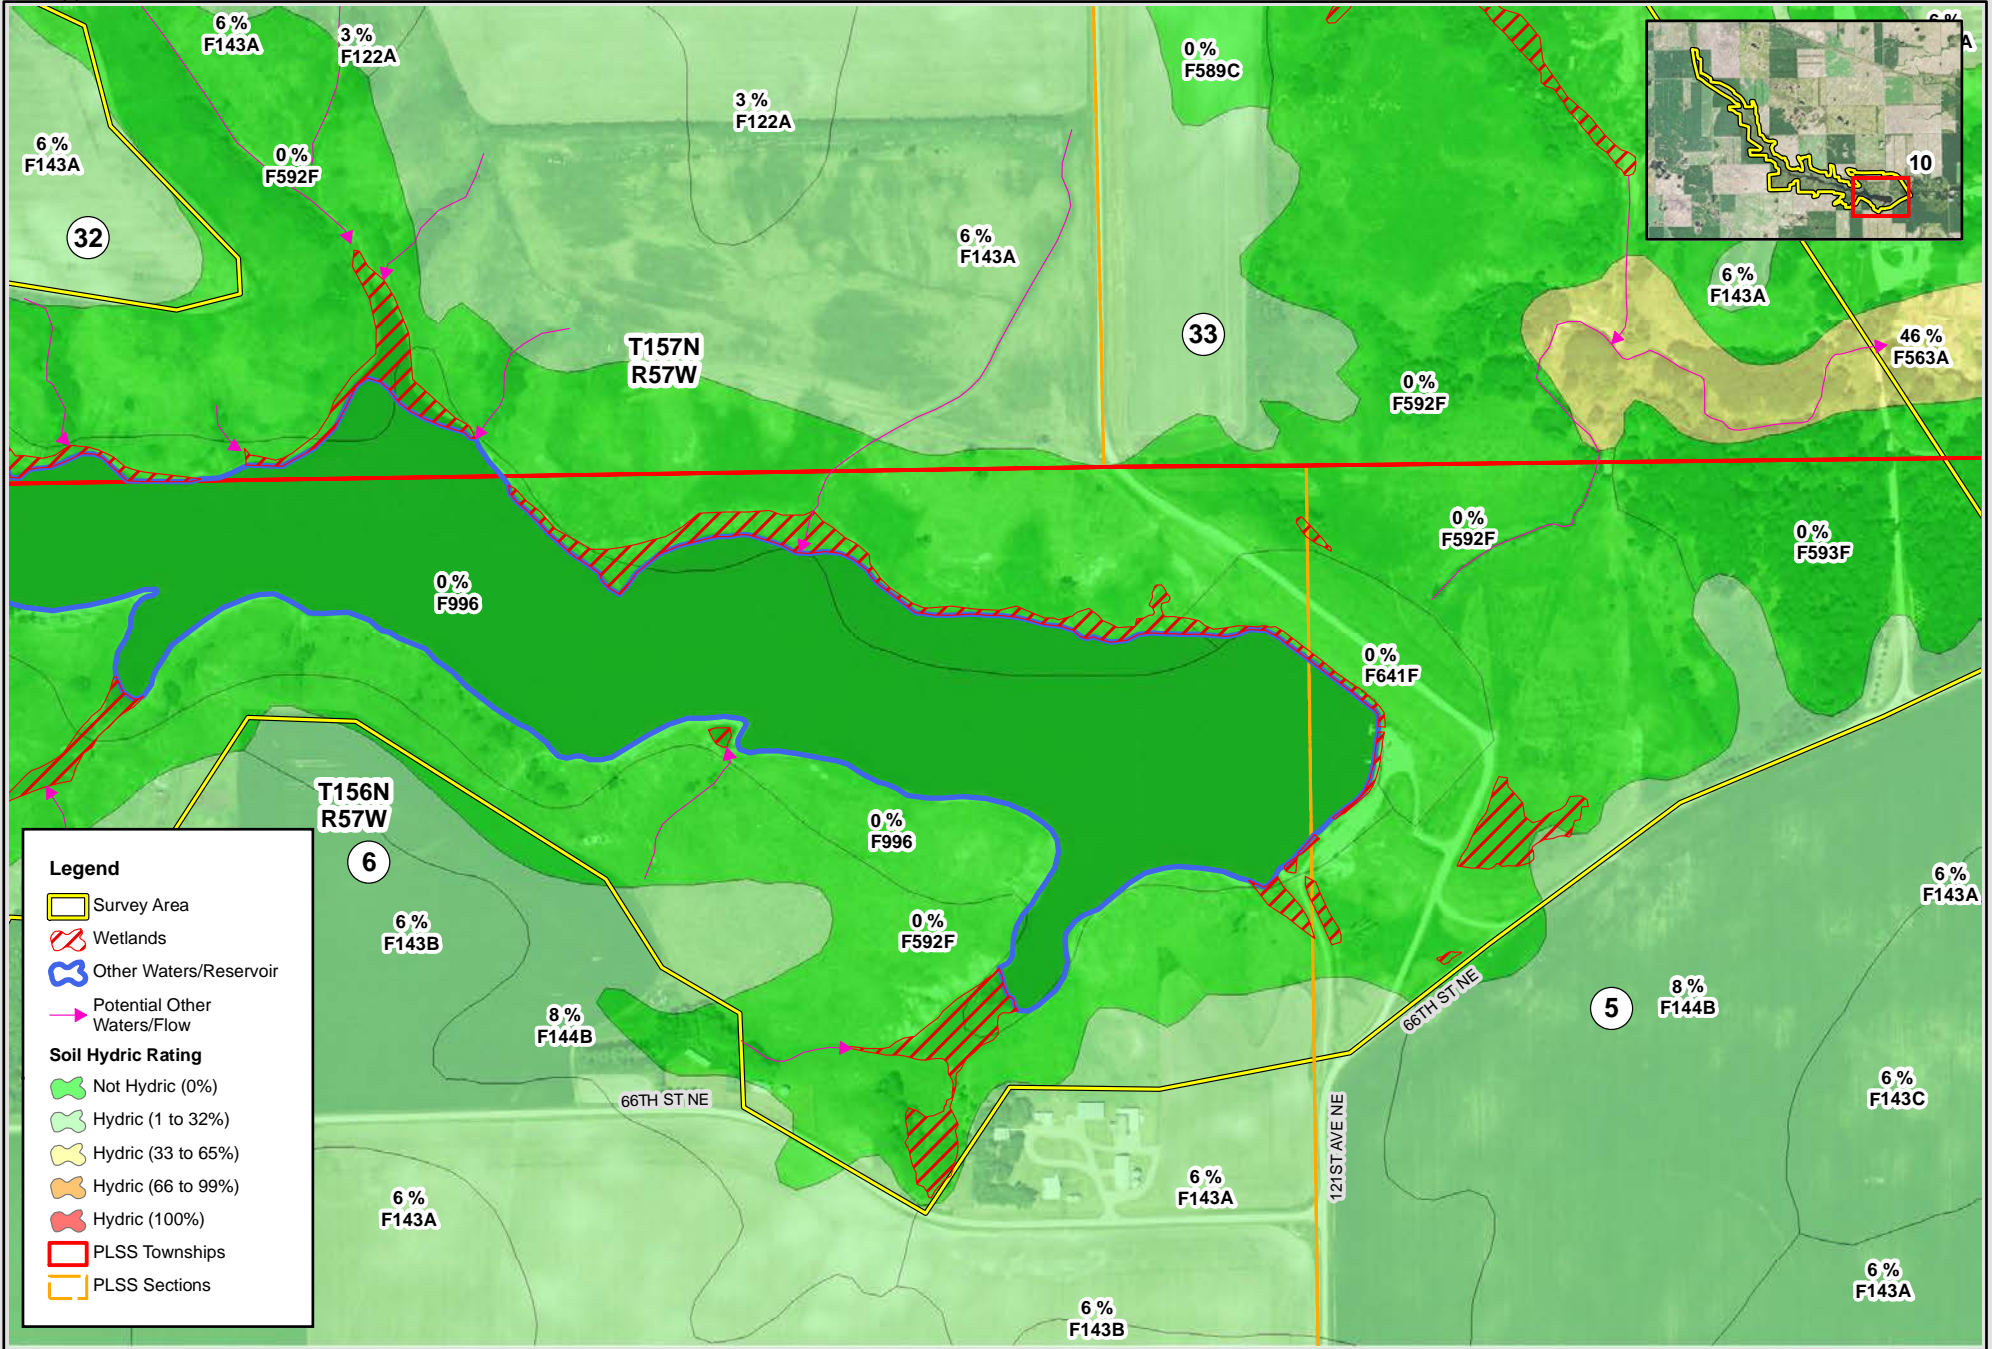 6 %
F143A
3 %
F122A
0 %
F589C
6 %
A
3 %
F122A
6 %
F143A
0 %
F592F
10
32
6 %
F143A
6 %
F143A
T157N
R57W
33
46 %
F563A
0 %
F592F
0 %
F592F
0 %
F593F
0 %
F996
0 %
F641F
T156N
R57W
6
0 %
F996
6 %
F143A
6 %
F143B
0 %
F592F
8 %
F144B
66TH ST NE
5
8 %
F144B
66TH ST NE
6 %
F143C
121ST AVE NE
6 %
F143A
6 %
F143A
6 %
F143A
6 %
F143B
Legend
Survey Area
Wetlands
Other Waters/Reservoir
Potential Other
Waters/Flow
Soil Hydric Rating
Not Hydric (0%)
Hydric (1 to 32%)
Hydric (33 to 65%)
Hydric (66 to 99%)
Hydric (100%)
PLSS Townships
PLSS Sections